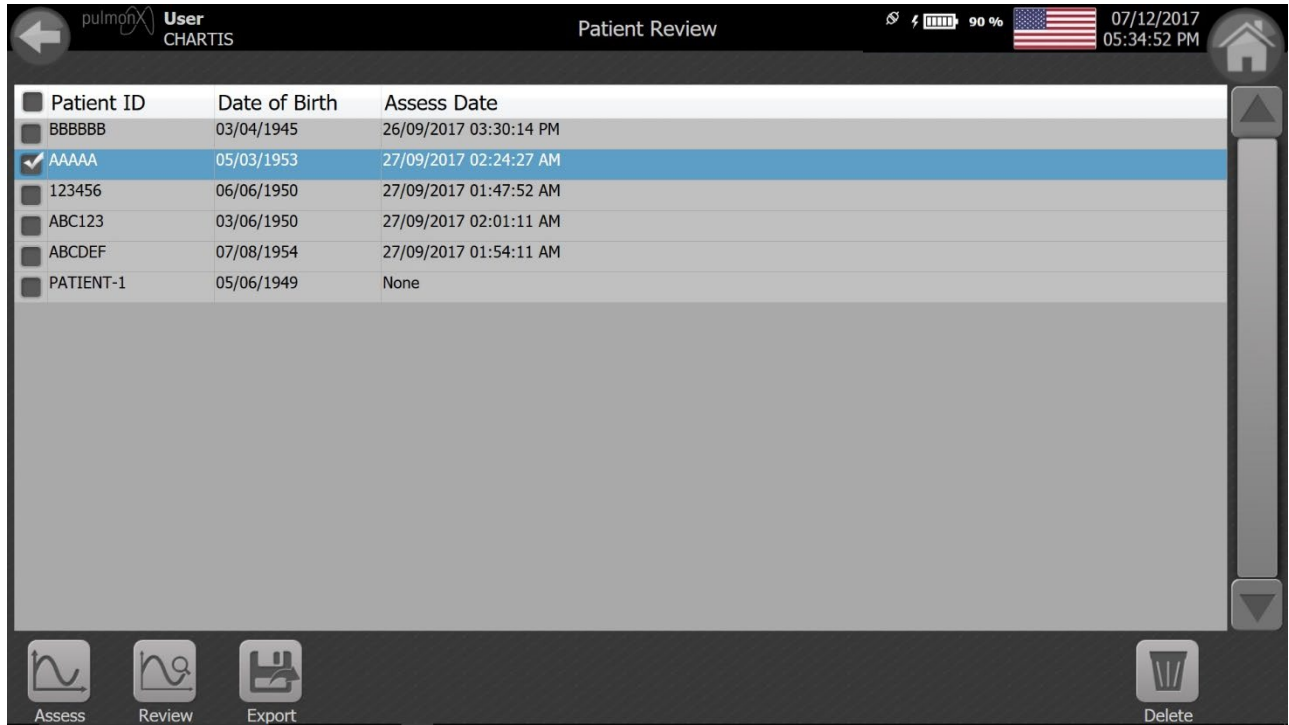 pulmonX User Patient Review 90 % 07/12/2017
CHARTIS 05:34:52 PM
Patient ID Date of Birth Assess Date
BBBBBB 03/04/1945 26/09/2017 03:30:14 PM
AAAAA 05/03/1953 27/09/2017 02:24:27 AM
123456 06/06/1950 27/09/2017 01:47:52 AM
ABC123 03/06/1950 27/09/2017 02:01:11 AM
ABCDEF 07/08/1954 27/09/2017 01:54:11 AM
PATIENT-1 05/06/1949 None
Assess Review Export Delete